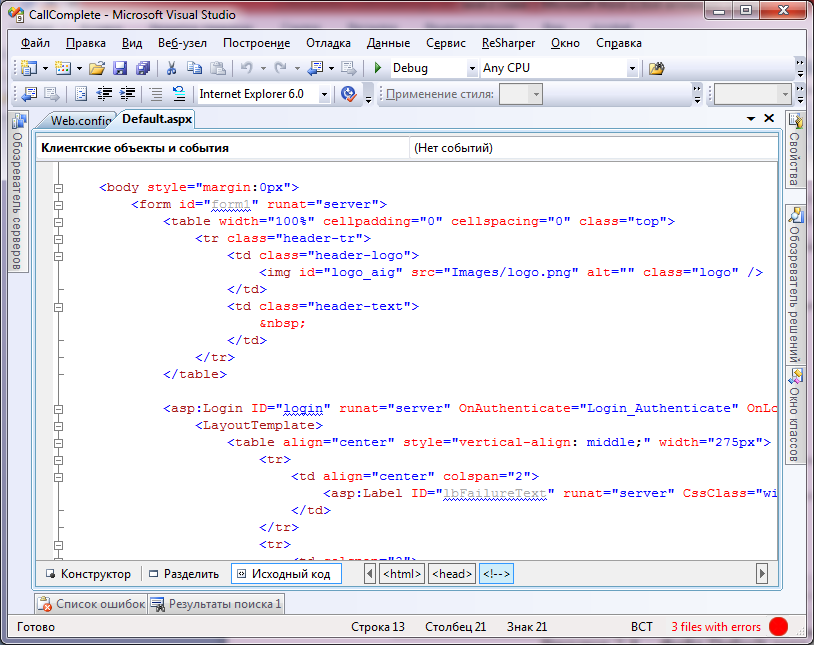 CallComplete - Microsoft Visual Studio
Файл Правка Вид Веб-узел Построение Отладка Данные Сервис ReSharper Окно Справка
Debug Any CPU
Internet Explorer 6.0 Применение стиля:
Web.config Default.aspx
Клиентские объекты и события (Нет событий)
<body style="margin:0px">
<form id="form1" runat="server">
<table width="100%" cellpadding="0" cellspacing="0" class="top">
<tr class="header-tr">
<td class="header-logo">
<img id="logo_aig" src="Images/logo.png" alt="" class="logo" />
</td>
<td class="header-text">
&nbsp;
</td>
</tr>
</table>
<asp:Login ID="login" runat="server" OnAuthenticate="Login_Authenticate" OnLo
<LayoutTemplate>
<table align="center" style="vertical-align: middle;" width="275px">
<tr>
<td align="center" colspan="2">
<asp:Label ID="lbFailureText" runat="server" CssClass="wi
</td>
</tr>
<tr>
<td colspan="2">
Обозреватель серверов
Свойства
Обозреватель решений
Окно классов
Конструктор Разделить Исходный код <html> <head> <!-->
Список ошибок Результаты поиска 1
Готово Строка 13 Столбец 21 Знак 21 ВСТ 3 files with errors